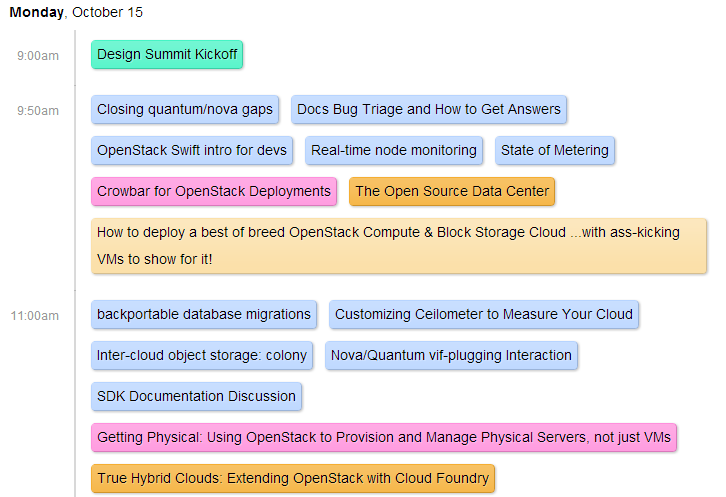 Monday, October 15
9:00am
Design Summit Kickoff
9:50am
Closing quantum/nova gaps
Docs Bug Triage and How to Get Answers
OpenStack Swift intro for devs
Real-time node monitoring
State of Metering
Crowbar for OpenStack Deployments
The Open Source Data Center
How to deploy a best of breed OpenStack Compute & Block Storage Cloud ...with ass-kicking
VMs to show for it!
11:00am
backportable database migrations
Customizing Ceilometer to Measure Your Cloud
Inter-cloud object storage: colony
Nova/Quantum vif-plugging Interaction
SDK Documentation Discussion
Getting Physical: Using OpenStack to Provision and Manage Physical Servers, not just VMs
True Hybrid Clouds: Extending OpenStack with Cloud Foundry